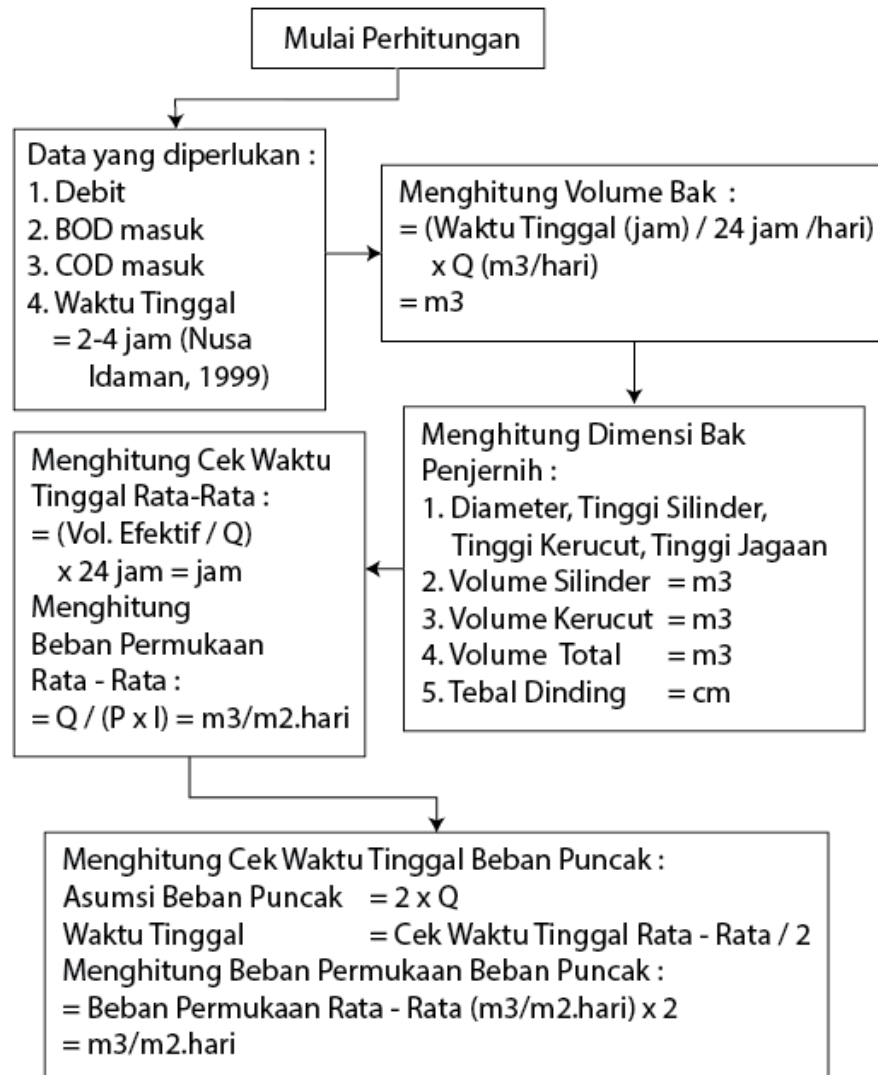 Mulai Perhitungan
Data yang diperlukan :
1. Debit
2. BOD masuk
3. COD masuk
4. Waktu Tinggal
= 2-4 jam (Nusa
Idaman, 1999)
Menghitung Volume Bak :
= (Waktu Tinggal (jam) / 24 jam /hari)
x Q (m3/hari)
= m3
Menghitung Dimensi Bak
Penjernih :
1. Diameter, Tinggi Silinder,
Tinggi Kerucut, Tinggi Jagaan
2. Volume Silinder = m3
3. Volume Kerucut = m3
4. Volume Total = m3
5. Tebal Dinding = cm
Menghitung Cek Waktu
Tinggal Rata-Rata :
= (Vol. Efektif / Q)
x 24 jam = jam
Menghitung
Beban Permukaan
Rata - Rata :
= Q / (P x l) = m3/m2.hari
Menghitung Cek Waktu Tinggal Beban Puncak :
Asumsi Beban Puncak = 2 x Q
Waktu Tinggal = Cek Waktu Tinggal Rata - Rata / 2
Menghitung Beban Permukaan Beban Puncak :
= Beban Permukaan Rata - Rata (m3/m2.hari) x 2
= m3/m2.hari